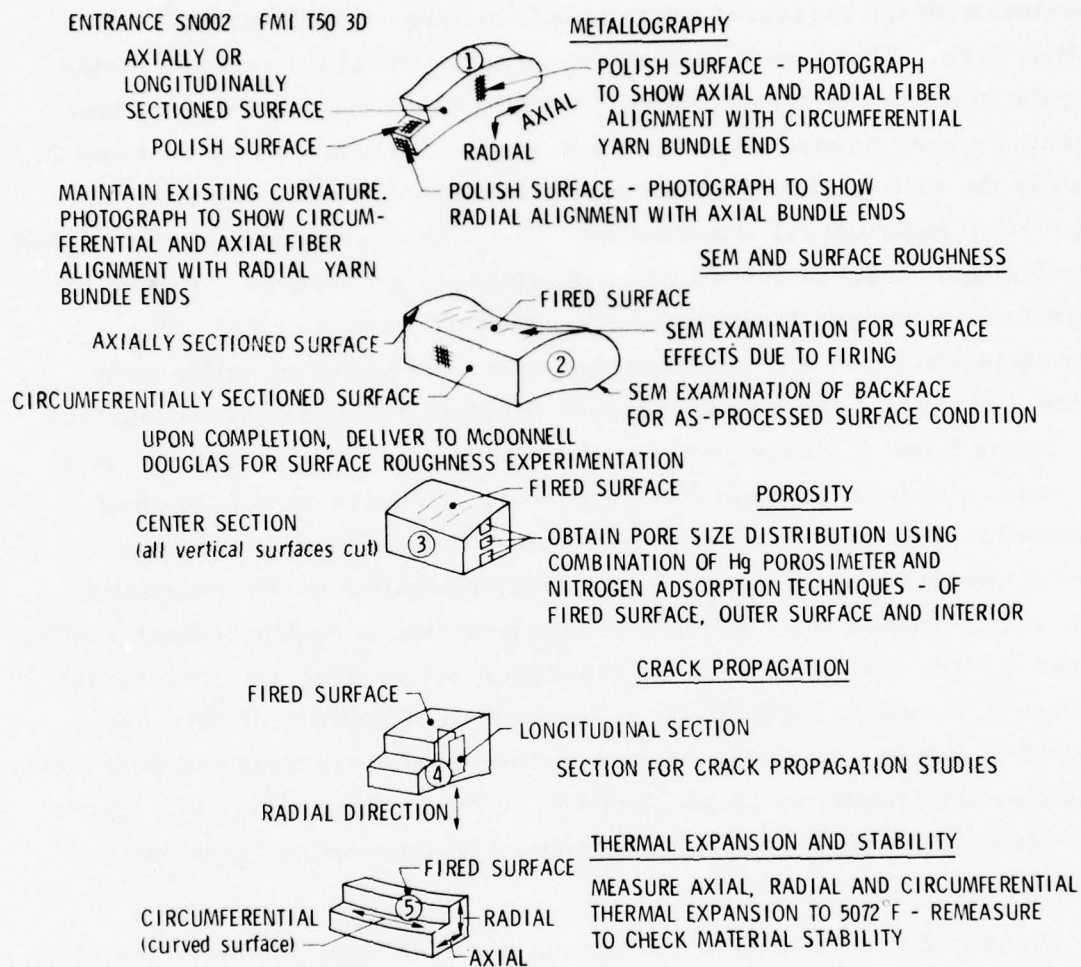 ENTRANCE SN002 FMI T50 3D
METALLOGRAPHY
AXIALLY OR
LONGITUDINALLY
SECTIONED SURFACE
POLISH SURFACE
1
POLISH SURFACE - PHOTOGRAPH
TO SHOW AXIAL AND RADIAL FIBER
ALIGNMENT WITH CIRCUMFERENTIAL
YARN BUNDLE ENDS
AXIAL
RADIAL
MAINTAIN EXISTING CURVATURE.
PHOTOGRAPH TO SHOW CIRCUM-
FERENTIAL AND AXIAL FIBER
ALIGNMENT WITH RADIAL YARN
BUNDLE ENDS
POLISH SURFACE - PHOTOGRAPH TO SHOW
RADIAL ALIGNMENT WITH AXIAL BUNDLE ENDS
SEM AND SURFACE ROUGHNESS
FIRED SURFACE
AXIALLY SECTIONED SURFACE
SEM EXAMINATION FOR SURFACE
EFFECTS DUE TO FIRING
2
CIRCUMFERENTIALLY SECTIONED SURFACE
SEM EXAMINATION OF BACKFACE
FOR AS-PROCESSED SURFACE CONDITION
UPON COMPLETION, DELIVER TO McDONNELL
DOUGLAS FOR SURFACE ROUGHNESS EXPERIMENTATION
FIRED SURFACE
POROSITY
CENTER SECTION
(all vertical surfaces cut)
3
OBTAIN PORE SIZE DISTRIBUTION USING
COMBINATION OF Hg POROSIMETER AND
NITROGEN ADSORPTION TECHNIQUES OF
FIRED SURFACE, OUTER SURFACE AND INTERIOR
CRACK PROPAGATION
FIRED SURFACE
LONGITUDINAL SECTION
4
SECTION FOR CRACK PROPAGATION STUDIES
RADIAL DIRECTION
THERMAL EXPANSION AND STABILITY
FIRED SURFACE
5
CIRCUMFERENTIAL
(curved surface)
RADIAL
AXIAL
MEASURE AXIAL, RADIAL AND CIRCUMFERENTIAL
THERMAL EXPANSION TO 5072°F - REMEASURE
TO CHECK MATERIAL STABILITY